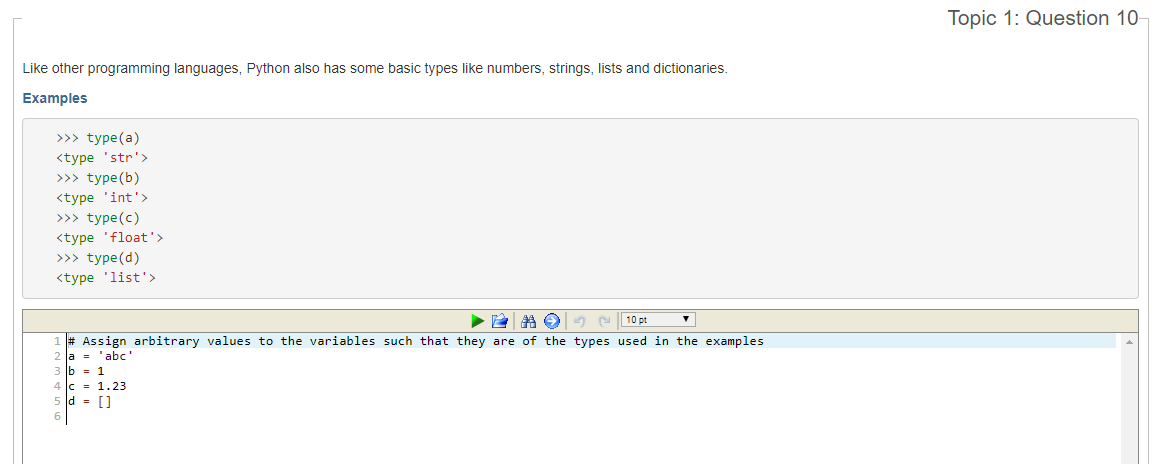 Topic 1: Question 10
Like other programming languages, Python also has some basic types like numbers, strings, lists and dictionaries.
Examples
>>> type(a)
<type 'str'>
>>> type(b)
<type 'int'>
>>> type(c)
<type 'float'>
>>> type(d)
<type 'list'>
10 pt
1 # Assign arbitrary values to the variables such that they are of the types used in the examples
2 a = 'abc'
3 b = 1
4 c = 1.23
5 d = []
6